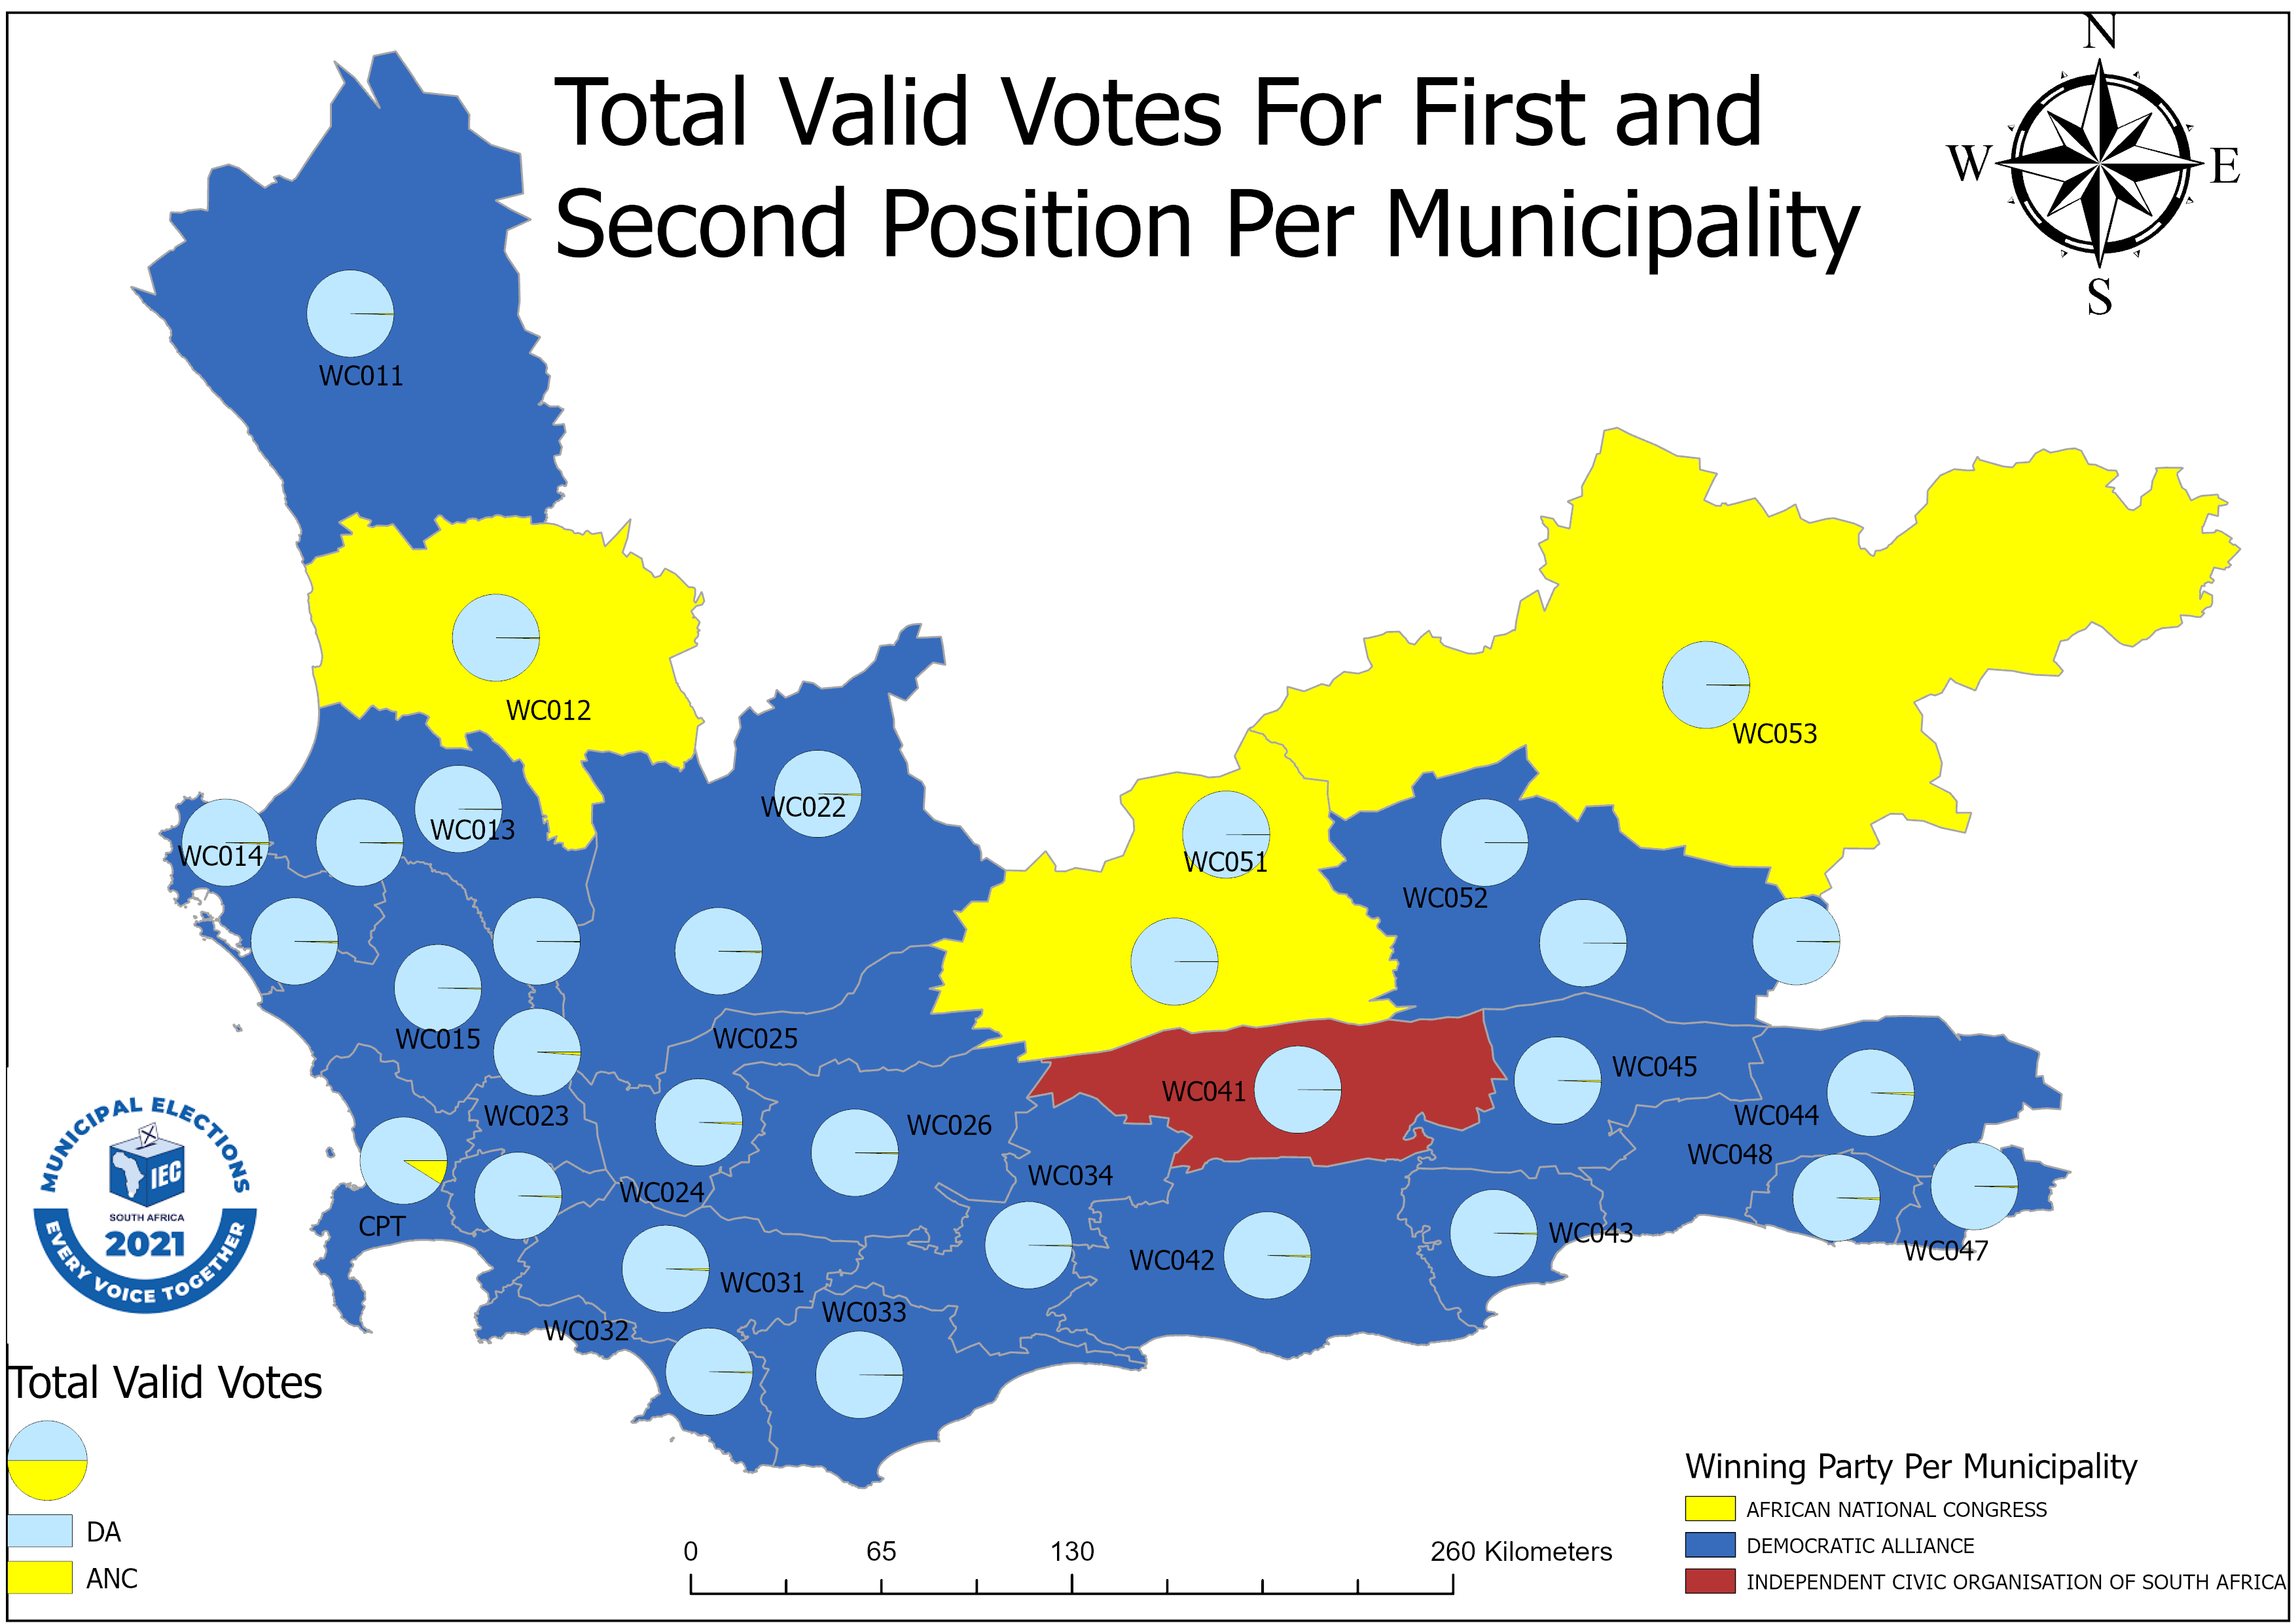 Total Valid Votes For First and
Second Position Per Municipality
N
W
E
S
WC011
WC012
WC053
WC022
WC013
WC014
WC051
WC052
WC015
WC025
WC023
WC041
WC045
WC026
WC044
WC048
WC034
WC024
CPT
WC042
WC043
WC047
WC031
WC033
WC032
MUNICIPAL ELECTIONS
IEC
SOUTH AFRICA
2021
EVERY VOICE TOGETHER
Total Valid Votes
DA
ANC
0 65 130 260 Kilometers
Winning Party Per Municipality
AFRICAN NATIONAL CONGRESS
DEMOCRATIC ALLIANCE
INDEPENDENT CIVIC ORGANISATION OF SOUTH AFRICA